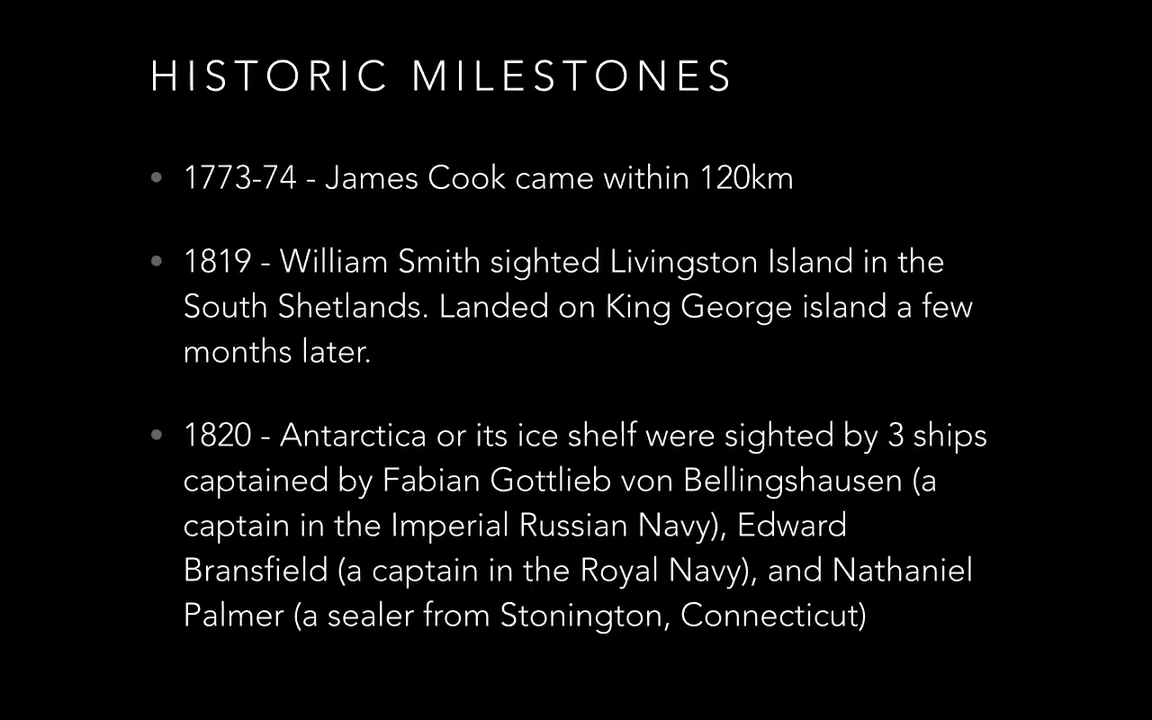 HISTORIC MILESTONES
• 1773-74 - James Cook came within 120km
• 1819 - William Smith sighted Livingston Island in the
South Shetlands. Landed on King George island a few
months later.
• 1820 - Antarctica or its ice shelf were sighted by 3 ships
captained by Fabian Gottlieb von Bellingshausen (a
captain in the Imperial Russian Navy), Edward
Bransfield (a captain in the Royal Navy), and Nathaniel
Palmer (a sealer from Stonington, Connecticut)